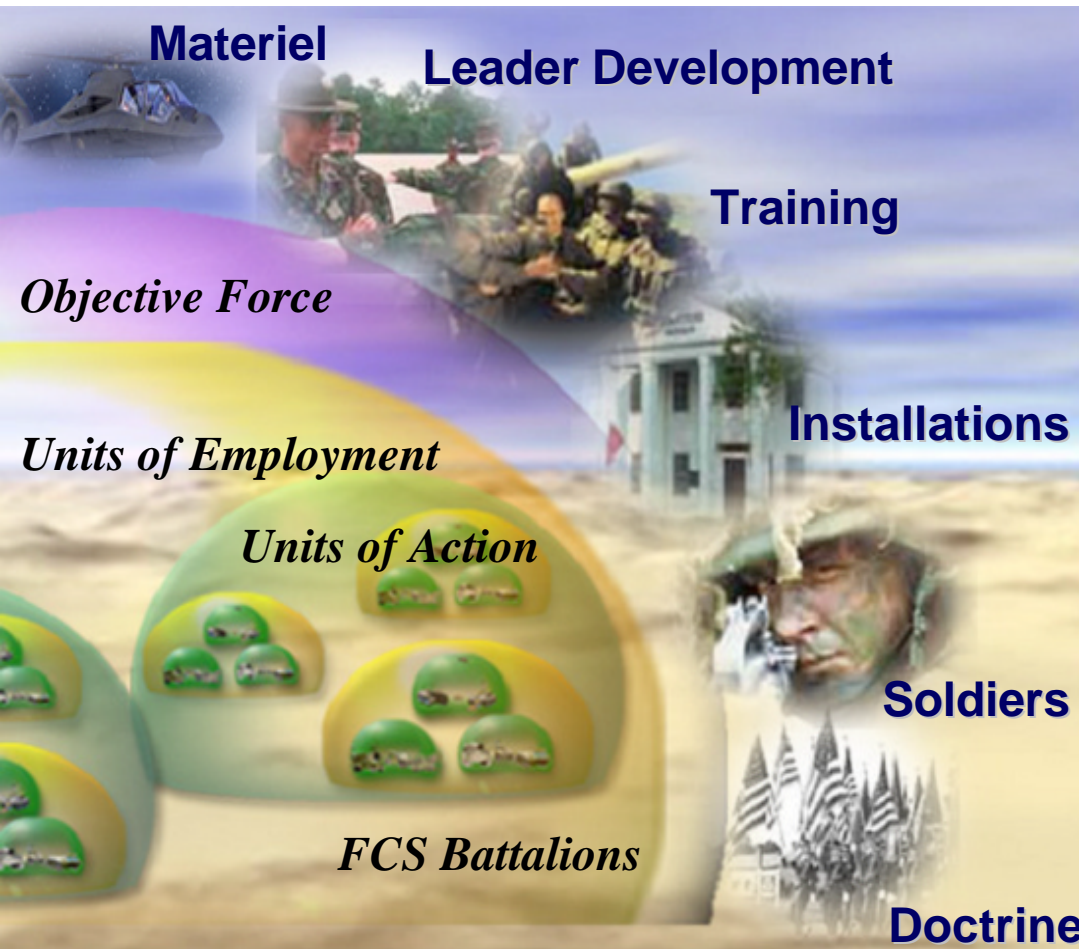 Materiel
Leader Development
Training
Objective Force
Installations
Units of Employment
Units of Action
Soldiers
FCS Battalions
Doctrine